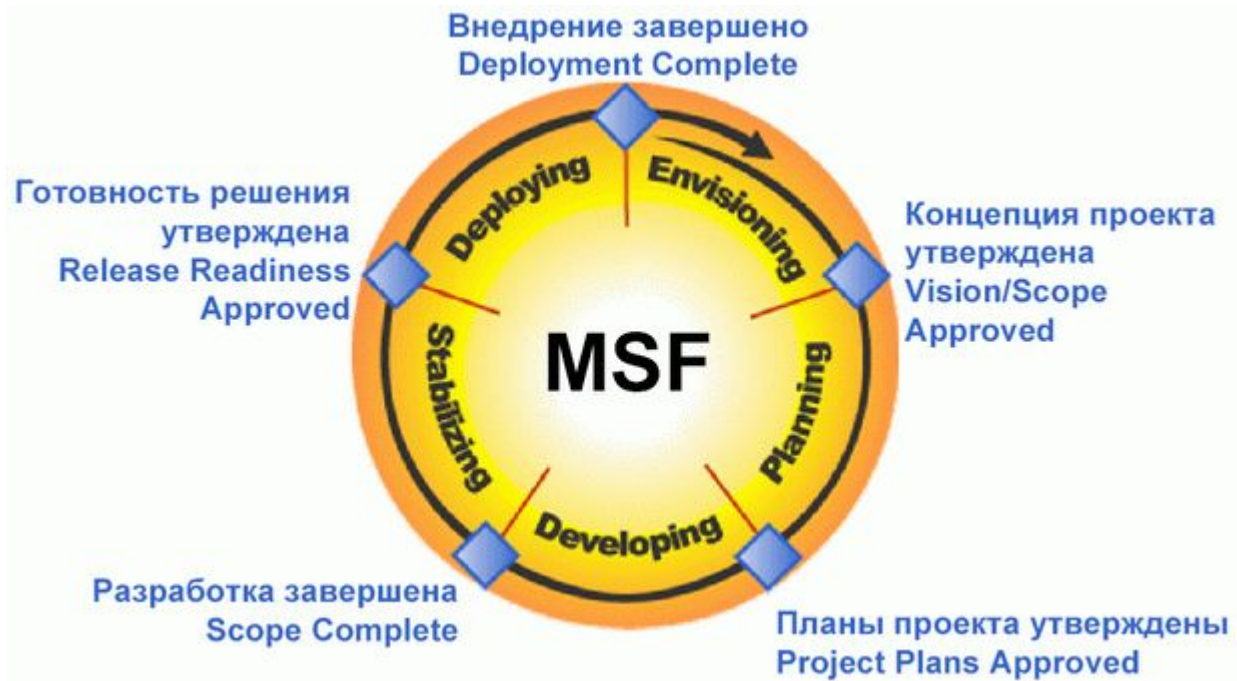 Внедрение завершено
Deployment Complete
Готовность решения
утверждена
Release Readiness
Approved
Концепция проекта
утверждена
Vision/Scope
Approved
Deploying
Envisioning
MSF
Stabilizing
Planning
Developing
Разработка завершена
Scope Complete
Планы проекта утверждены
Project Plans Approved